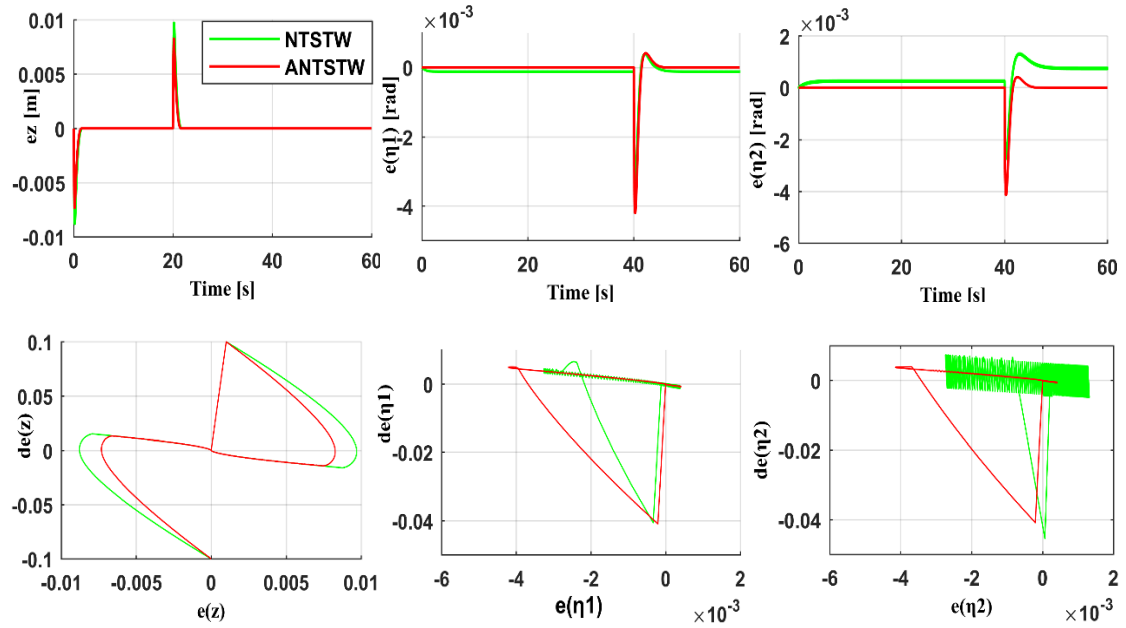 ez [m]
0.01
0.005
0
-0.005
-0.01
NTSTW
ANTSTW
0 20 40 60
Time [s]
×10⁻³
e(η1) [rad]
0
-2
-4
0 20 40 60
Time [s]
×10⁻³
e(η2) [rad]
2
0
-2
-4
-6
0 20 40 60
Time [s]
de(z)
0.1
0.05
0
-0.05
-0.1
-0.01 -0.005 0 0.005 0.01
e(z)
de(η1)
0
-0.02
-0.04
-6 -4 -2 0 2
×10⁻³
e(η1)
de(η2)
0
-0.02
-0.04
-6 -4 -2 0 2
×10⁻³
e(η2)